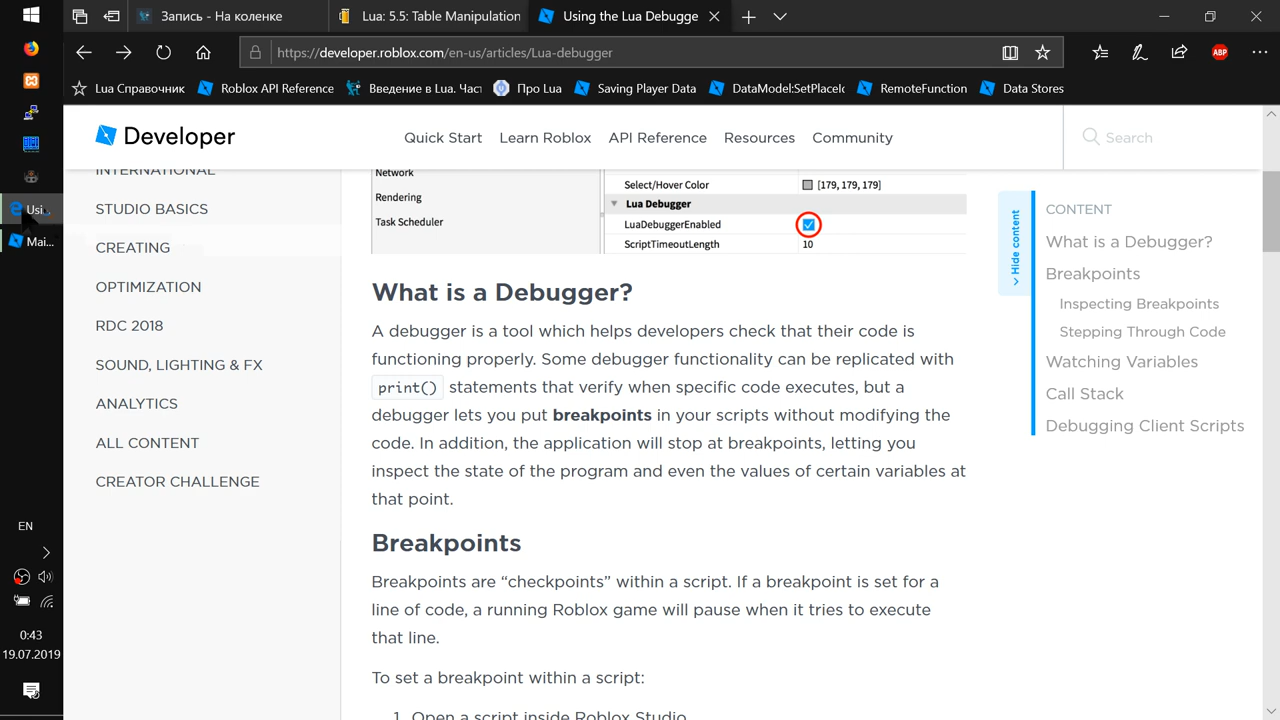 Запись - На коленке
Lua: 5.5: Table Manipulation
Using the Lua Debugge
https://developer.roblox.com/en-us/articles/Lua-debugger
ABP
Lua Справочник
Roblox API Reference
Введение в Lua. Част
Про Lua
Saving Player Data
DataModel:SetPlaceId
RemoteFunction
Data Stores
Developer
Quick Start
Learn Roblox
API Reference
Resources
Community
Search
Usi...
Mai...
EN
0:43
19.07.2019
INTERNATIONAL
STUDIO BASICS
CREATING
OPTIMIZATION
RDC 2018
SOUND, LIGHTING & FX
ANALYTICS
ALL CONTENT
CREATOR CHALLENGE
Network
Rendering
Task Scheduler
Select/Hover Color
[179, 179, 179]
Lua Debugger
LuaDebuggerEnabled
ScriptTimeoutLength
10
What is a Debugger?
A debugger is a tool which helps developers check that their code is
functioning properly. Some debugger functionality can be replicated with
print() statements that verify when specific code executes, but a
debugger lets you put breakpoints in your scripts without modifying the
code. In addition, the application will stop at breakpoints, letting you
inspect the state of the program and even the values of certain variables at
that point.
Breakpoints
Breakpoints are “checkpoints” within a script. If a breakpoint is set for a
line of code, a running Roblox game will pause when it tries to execute
that line.
To set a breakpoint within a script:
1. Open a script inside Roblox Studio.
Hide content
CONTENT
What is a Debugger?
Breakpoints
Inspecting Breakpoints
Stepping Through Code
Watching Variables
Call Stack
Debugging Client Scripts